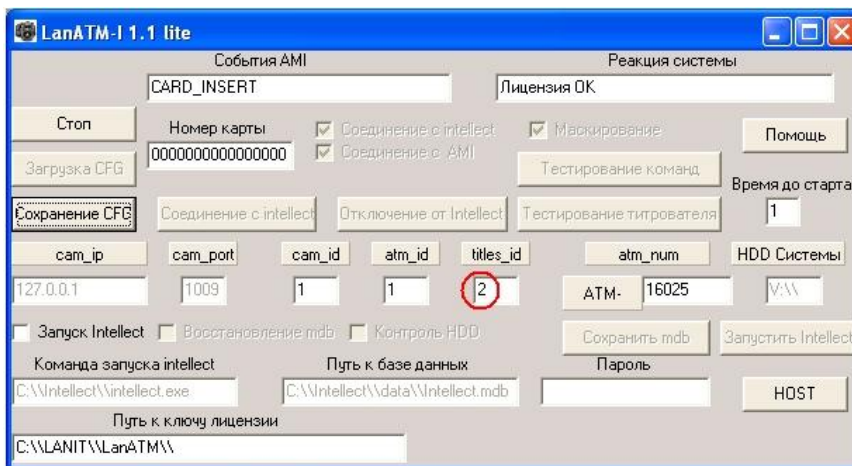 LanATM-I 1.1 lite
События AMI Реакция системы
CARD_INSERT Лицензия OK
Стоп Номер карты Соединение с intellect Маскирование Помощь
0000000000000000 Соединение с AMI
Загрузка CFG Тестирование команд
Время до старта
Сохранение CFG Соединение с intellect Отключение от Intellect Тестирование титрователя 1
cam_ip cam_port cam_id atm_id titles_id atm_num HDD Системы
127.0.0.1 1009 1 1 2 ATM- 16025 V:\\
Запуск Intellect Восстановление mdb Контроль HDD Сохранить mdb Запустить Intellect
Команда запуска intellect Путь к базе данных Пароль
C:\\Intellect\\intellect.exe C:\\Intellect\\data\\Intellect.mdb HOST
Путь к ключу лицензии
C:\\LANIT\\LanATM\\